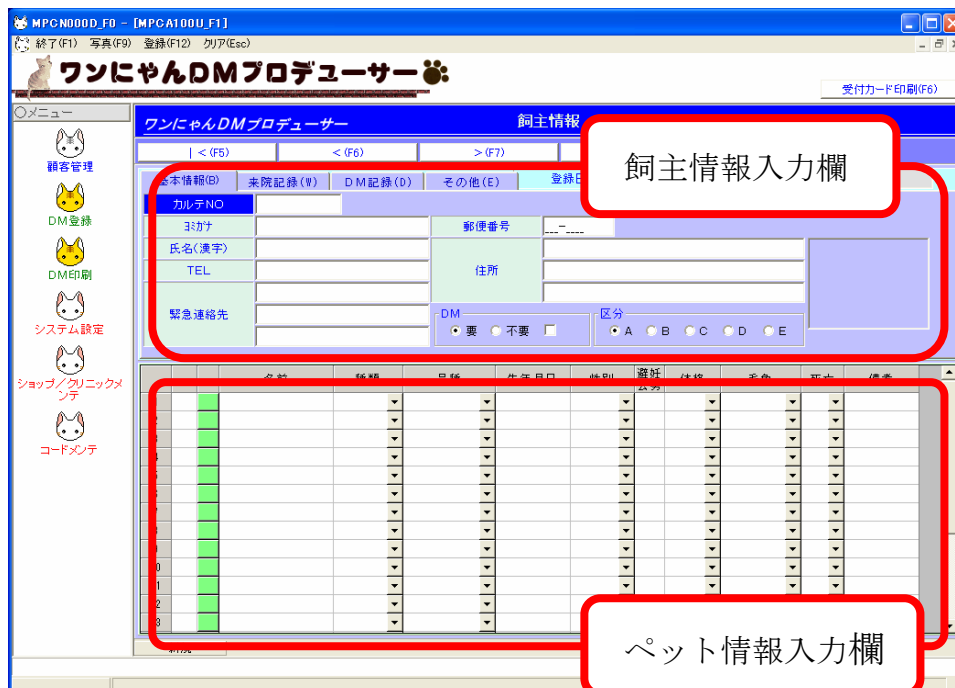 MPCN000D_F0 - [MPCA100U_F1]
終了(F1) 写真(F9) 登録(F12) クリア(Esc)
ワンにゃんDMプロデューサー
受付カード印刷(F6)
○メニュー
顧客管理
DM登録
DM印刷
システム設定
ショップ/クリニックメ
ンテ
コードメンテ
ワンにゃんDMプロデューサー 飼主情報
|<(F5) <(F6) >(F7)
飼主情報入力欄
基本情報(B) 来院記録(W) DM記録(D) その他(E) 登録
カルテNO
ヨミガナ 郵便番号 ___-____
氏名(漢字)
TEL 住所
緊急連絡先
DM 区分
要 不要 A B C D E
名前 種類 品種 生年月日 性別 避妊 体格 毛色 死亡 備考
ペット情報入力欄